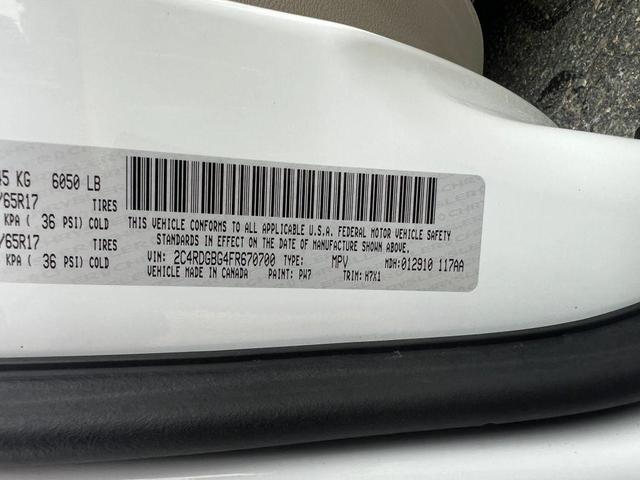 45 KG 6050 LB
/65R17 TIRES
KPA ( 36 PSI) COLD
/65R17 TIRES
KPA ( 36 PSI) COLD
THIS VEHICLE CONFORMS TO ALL APPLICABLE U.S.A. FEDERAL MOTOR VEHICLE SAFETY
STANDARDS IN EFFECT ON THE DATE OF MANUFACTURE SHOWN ABOVE.
VIN: 2C4RDGBG4FR670700 TYPE: MPV MDH:012910 117AA
VEHICLE MADE IN CANADA PAINT: PW7 TRIM: H7X1